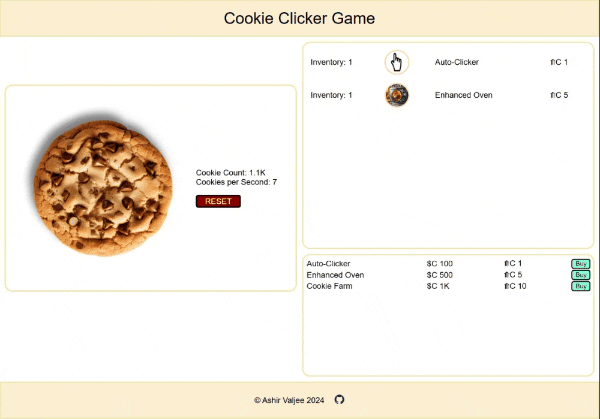 Cookie Clicker Game
Inventory: 1 Auto-Clicker C 1
Inventory: 1 Enhanced Oven C 5
Cookie Count: 1.1K
Cookies per Second: 7
RESET
Auto-Clicker $C 100 C 1 Buy
Enhanced Oven $C 500 C 5 Buy
Cookie Farm $C 1K C 10 Buy
© Ashir Valjee 2024